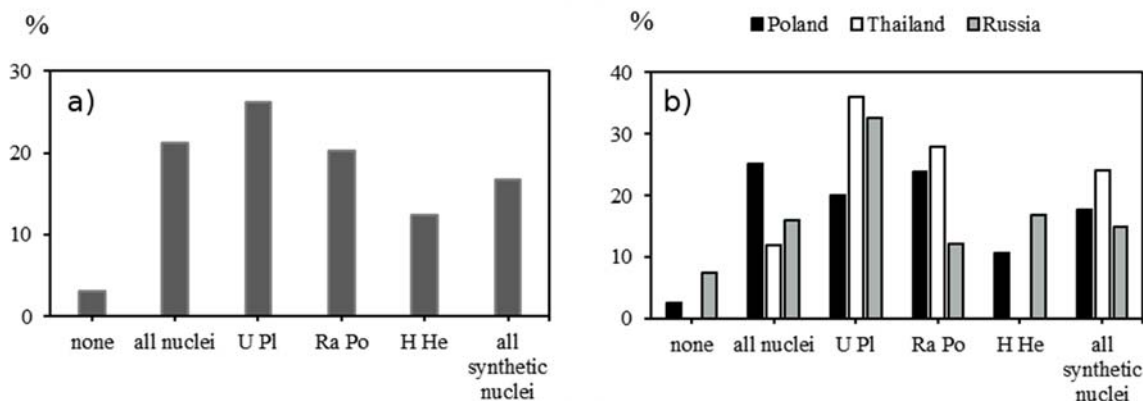 %
30
20
10
0
a)
none all nuclei U Pl Ra Po H He all
synthetic
nuclei
% Poland Thailand Russia
40
30
20
10
0
b)
none all nuclei U Pl Ra Po H He all
synthetic
nuclei